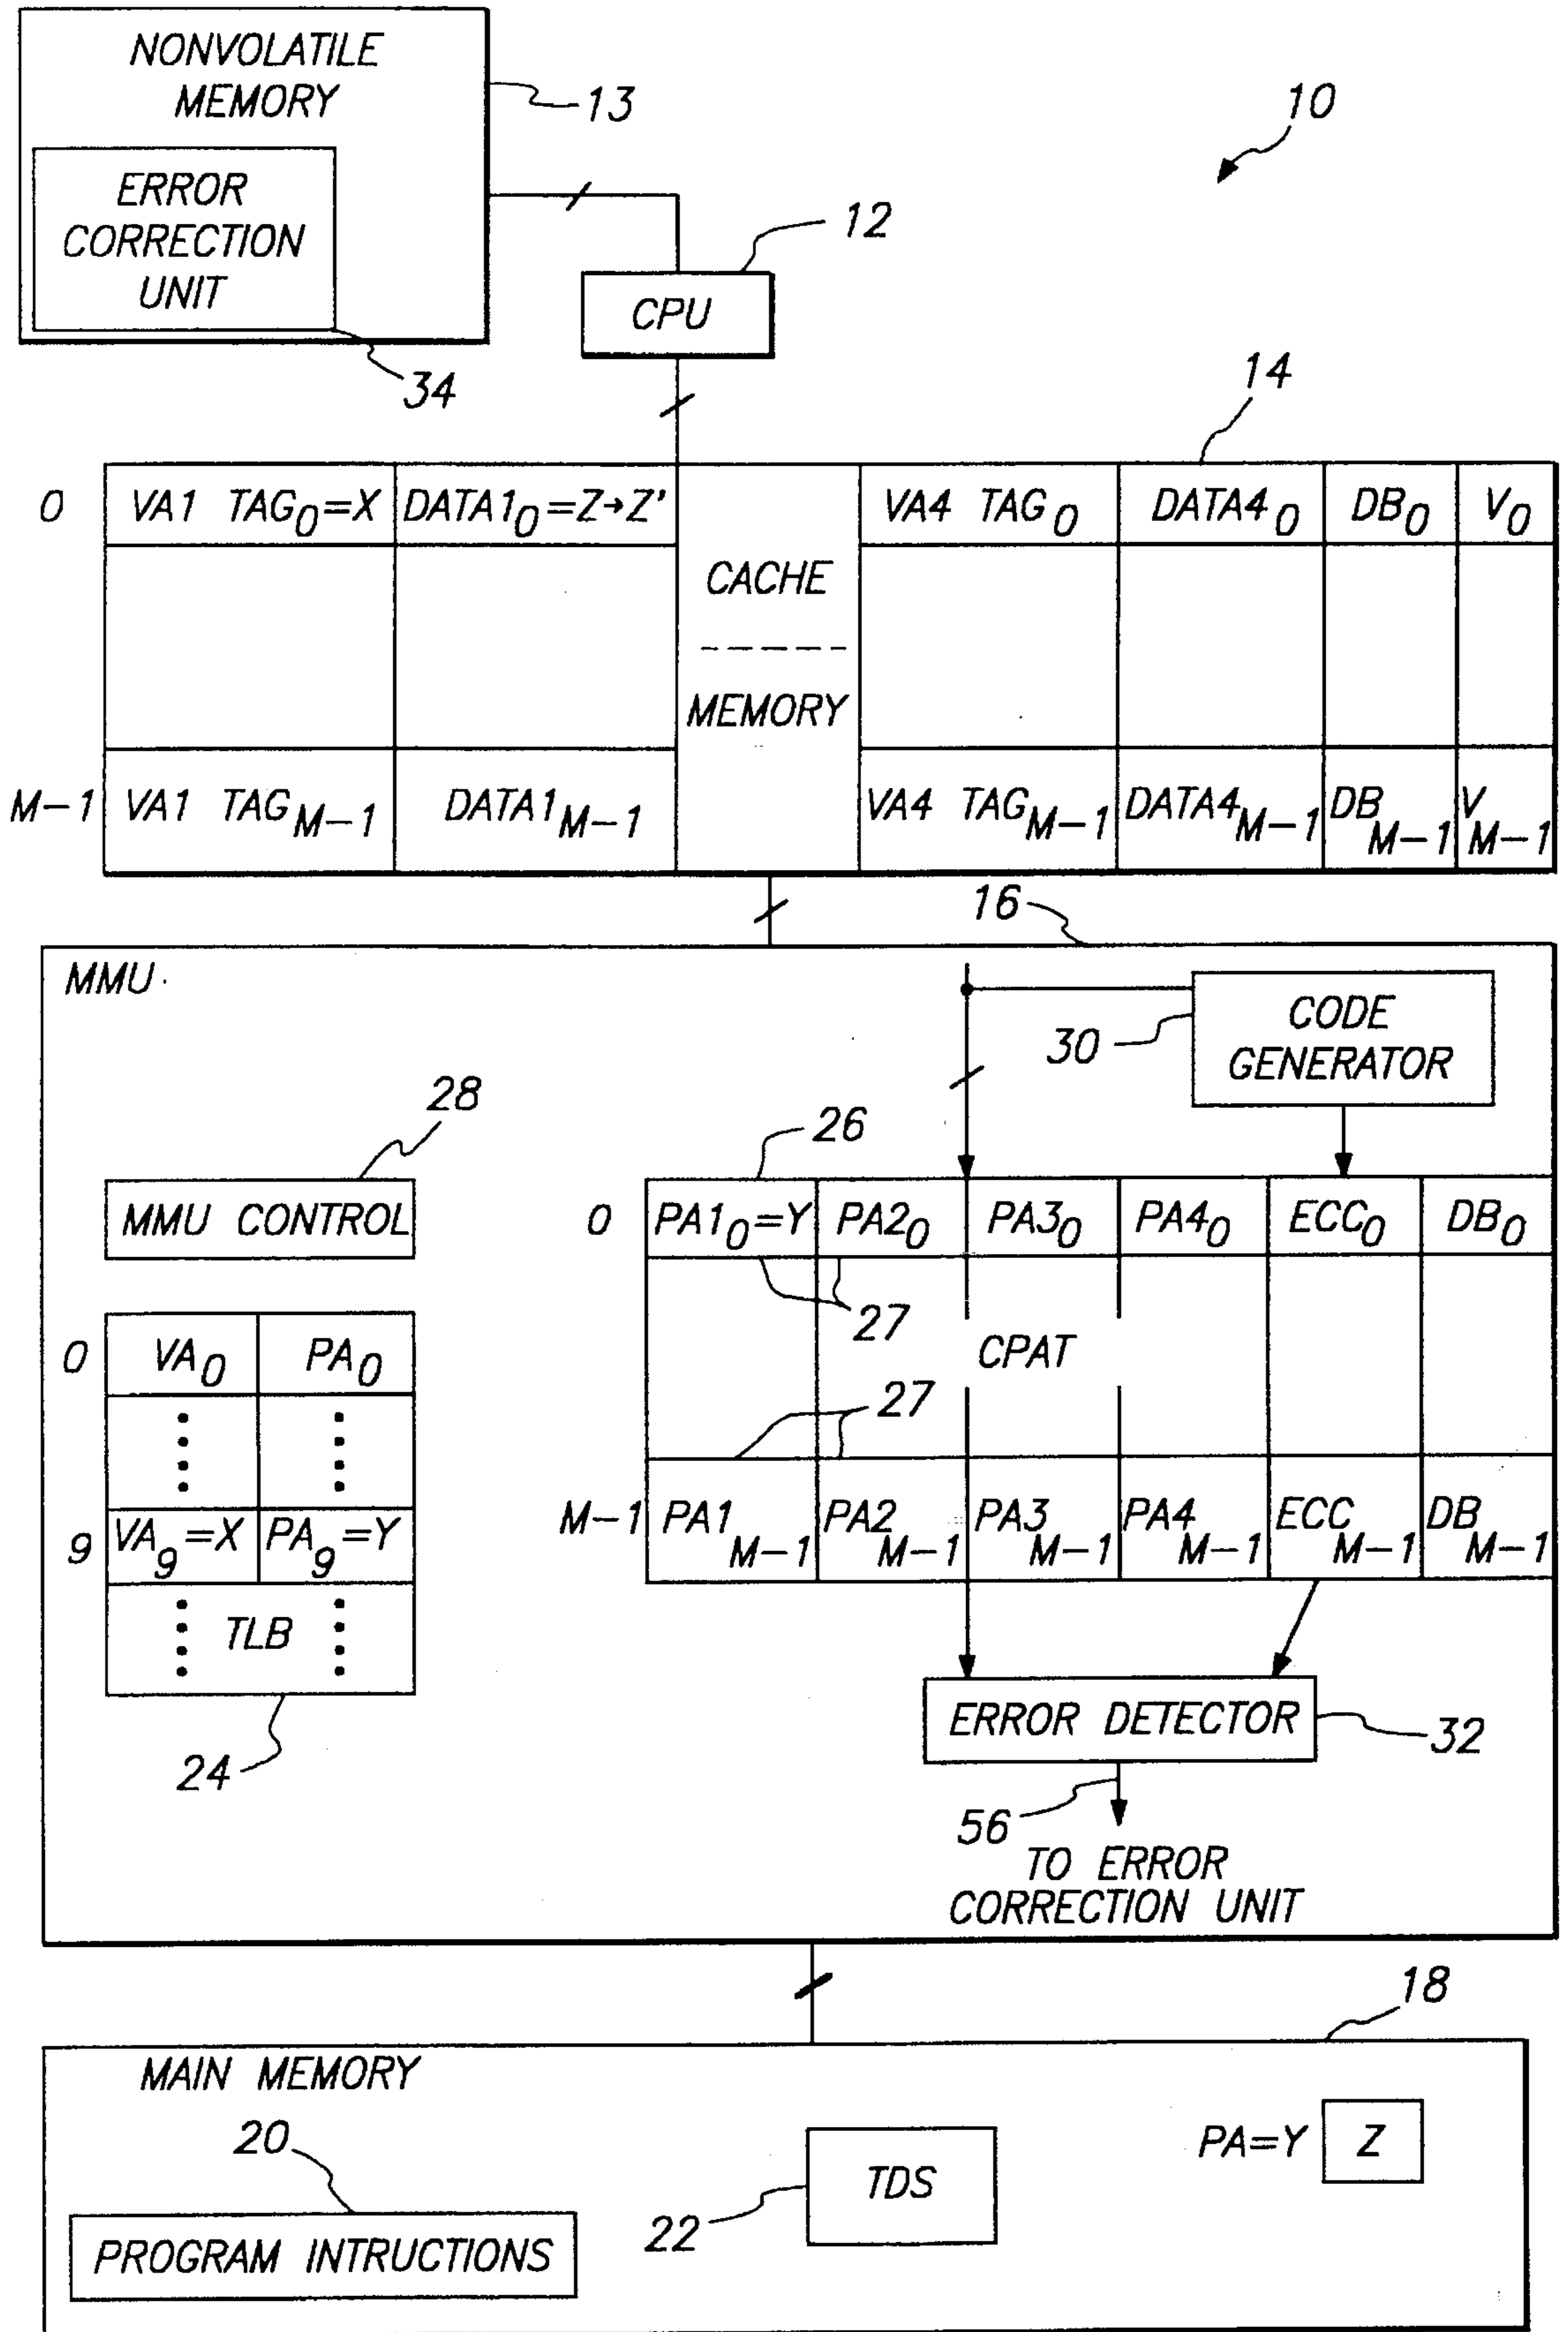 NONVOLATILE
MEMORY
13
10
ERROR
CORRECTION
UNIT
34
12
CPU
14
0 VA1 TAG0=X DATA10=Z→Z' VA4 TAG0 DATA40 DB0 V0
CACHE
MEMORY
M-1 VA1 TAGM-1 DATA1M-1 VA4 TAGM-1 DATA4M-1 DBM-1 VM-1
16
MMU
CODE
GENERATOR
30
28
26
MMU CONTROL
0 PA10=Y PA20 PA30 PA40 ECC0 DB0
27
CPAT
27
M-1 PA1M-1 PA2M-1 PA3M-1 PA4M-1 ECCM-1 DBM-1
0 VA0 PA0
9 VA9=X PA9=Y
TLB
24
ERROR DETECTOR
32
56
TO ERROR
CORRECTION UNIT
18
MAIN MEMORY
20
PROGRAM INTRUCTIONS
TDS
22
PA=Y Z